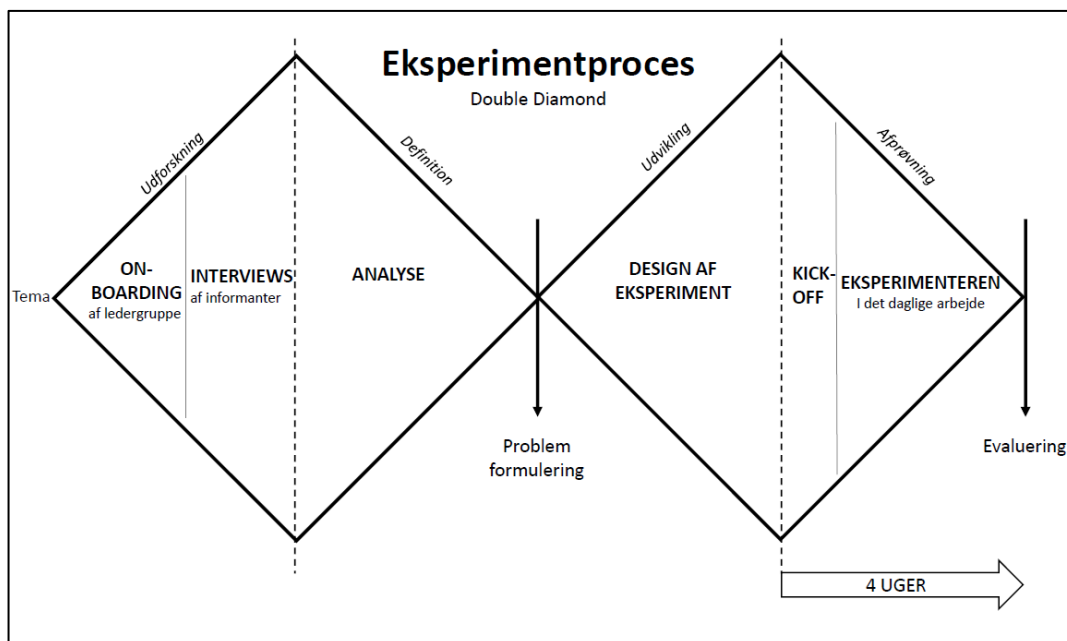 Eksperimentproces
Double Diamond
Udforskning
Definition
Udvikling
Afprøvning
Tema
ON-
BOARDING
af ledergruppe
INTERVIEWS
af informanter
ANALYSE
DESIGN AF
EKSPERIMENT
KICK-
OFF
EKSPERIMENTEREN
I det daglige arbejde
Problem
formulering
Evaluering
4 UGER